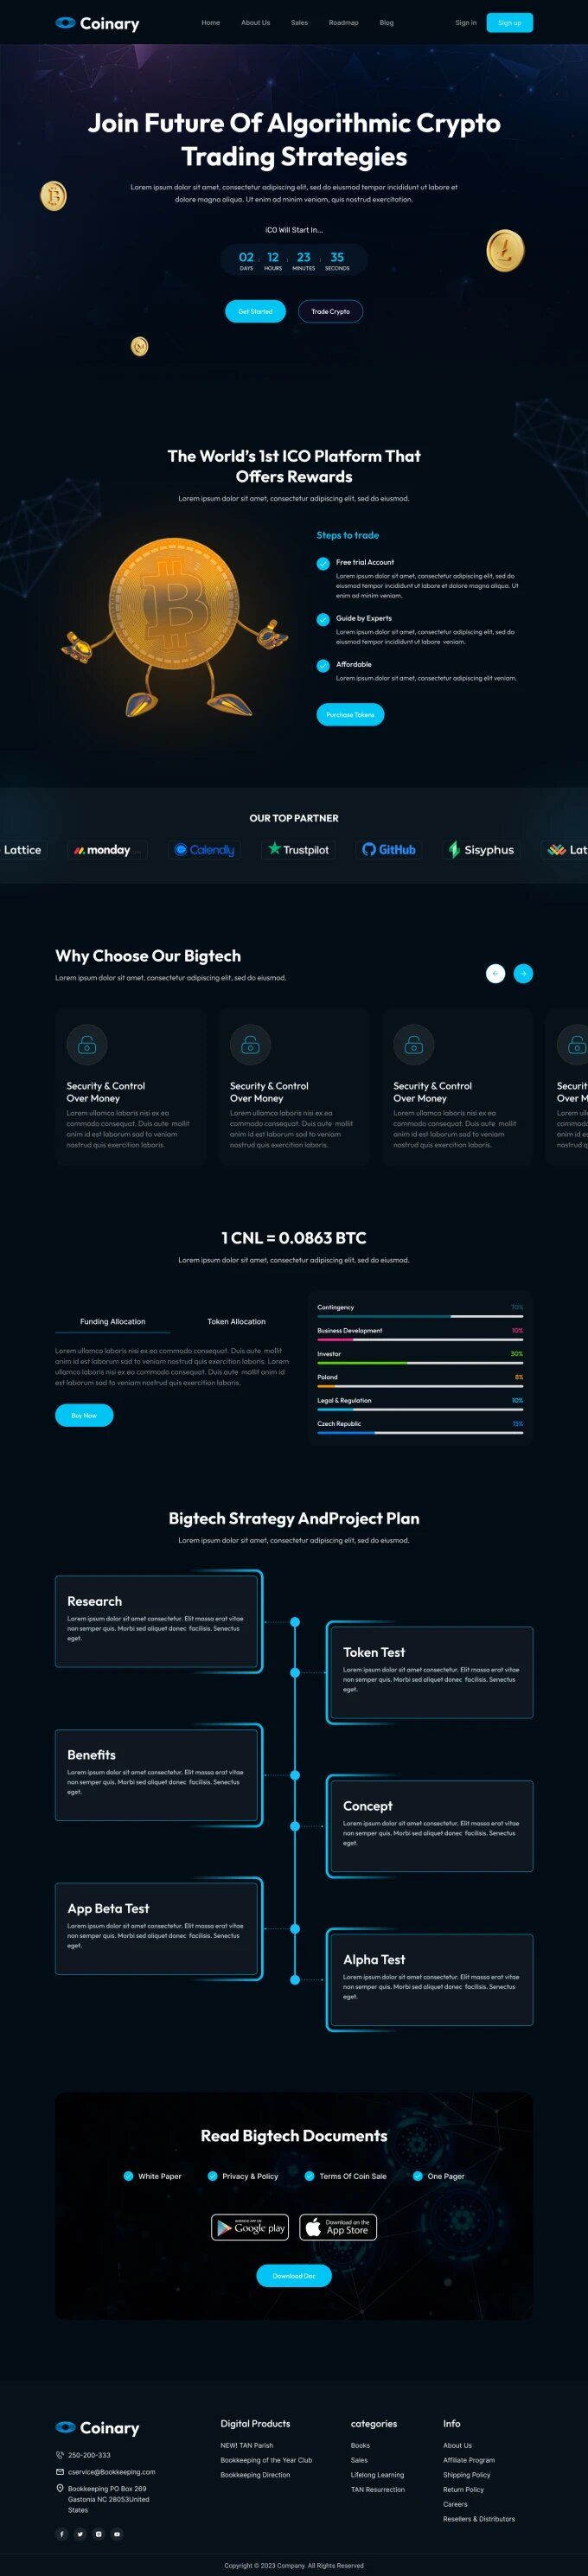 Coinary
Home About Us Sales Roadmap Blog
Sign in Sign up
Join Future Of Algorithmic Crypto
Trading Strategies
Lorem ipsum dolor sit amet, consectetur adipiscing elit, sed do eiusmod tempor incididunt ut labore et
dolore magna aliqua. Ut enim ad minim veniam, quis nostrud exercitation.
iCO Will Start In...
02 12 23 35
DAYS HOURS MINUTES SECONDS
Get Started Trade Crypto
The World's 1st ICO Platform That
Offers Rewards
Lorem ipsum dolor sit amet, consectetur adipiscing elit, sed do eiusmod.
Steps to trade
Free trial Account
Lorem ipsum dolor sit amet, consectetur adipiscing elit, sed do
eiusmod tempor incididunt ut labore et dolore magna aliqua. Ut
enim ad minim veniam.
Guide by Experts
Lorem ipsum dolor sit amet, consectetur adipiscing elit, sed do
eiusmod tempor incididunt ut labore veniam.
Affordable
Lorem ipsum dolor sit amet, consectetur adipiscing elit veniam.
Purchase Tokens
OUR TOP PARTNER
Lattice monday Calendly Trustpilot GitHub Sisyphus Lat
Why Choose Our Bigtech
Lorem ipsum dolor sit amet, consectetur adipiscing elit, sed do eiusmod.
Security & Control
Over Money
Lorem ullamco laboris nisi ex ea
commodo consequat. Duis aute mollit
anim id est laborum sad to veniam
nostrud quis exercition laboris.
Security & Control
Over Money
Lorem ullamco laboris nisi ex ea
commodo consequat. Duis aute mollit
anim id est laborum sad to veniam
nostrud quis exercition laboris.
Security & Control
Over Money
Lorem ullamco laboris nisi ex ea
commodo consequat. Duis aute mollit
anim id est laborum sad to veniam
nostrud quis exercition laboris.
Securit
Over M
Lorem ull
commodo
anim id es
nostrud q
1 CNL = 0.0863 BTC
Lorem ipsum dolor sit amet, consectetur adipiscing elit, sed do eiusmod.
Funding Allocation Token Allocation
Lorem ullamco laboris nisi ex ea commodo consequat. Duis aute mollit
anim id est laborum sad to veniam nostrud quis exercition laboris. Lorem
ullamco laboris nisi ex ea commodo consequat. Duis aute mollit anim id
est laborum sad to veniam nostrud quis exercition laboris.
Buy Now
Contingency 70%
Business Development 10%
Investor 30%
Poland 8%
Legal & Regulation 10%
Czech Republic 15%
Bigtech Strategy AndProject Plan
Lorem ipsum dolor sit amet, consectetur adipiscing elit, sed do eiusmod.
Research
Lorem ipsum dolor sit amet consectetur. Elit massa erat vitae
non semper quis. Morbi sed aliquet donec facilisis. Senectus
eget.
Token Test
Lorem ipsum dolor sit amet consectetur. Elit massa erat vitae
non semper quis. Morbi sed aliquet donec facilisis. Senectus
eget.
Benefits
Lorem ipsum dolor sit amet consectetur. Elit massa erat vitae
non semper quis. Morbi sed aliquet donec facilisis. Senectus
eget.
Concept
Lorem ipsum dolor sit amet consectetur. Elit massa erat vitae
non semper quis. Morbi sed aliquet donec facilisis. Senectus
eget.
App Beta Test
Lorem ipsum dolor sit amet consectetur. Elit massa erat vitae
non semper quis. Morbi sed aliquet donec facilisis. Senectus
eget.
Alpha Test
Lorem ipsum dolor sit amet consectetur. Elit massa erat vitae
non semper quis. Morbi sed aliquet donec facilisis. Senectus
eget.
Read Bigtech Documents
White Paper Privacy & Policy Terms Of Coin Sale One Pager
ANDROID APP ON
Google play
Download on the
App Store
Download Doc
Coinary
250-200-333
cservice@Bookkeeping.com
Bookkeeping PO Box 269
Gastonia NC 28053United
States
Digital Products
NEW! TAN Parish
Bookkeeping of the Year Club
Bookkeeping Direction
categories
Books
Sales
Lifelong Learning
TAN Resurrection
Info
About Us
Affiliate Program
Shipping Policy
Return Policy
Careers
Resellers & Distributors
Copyright © 2023 Company. All Rights Reserved